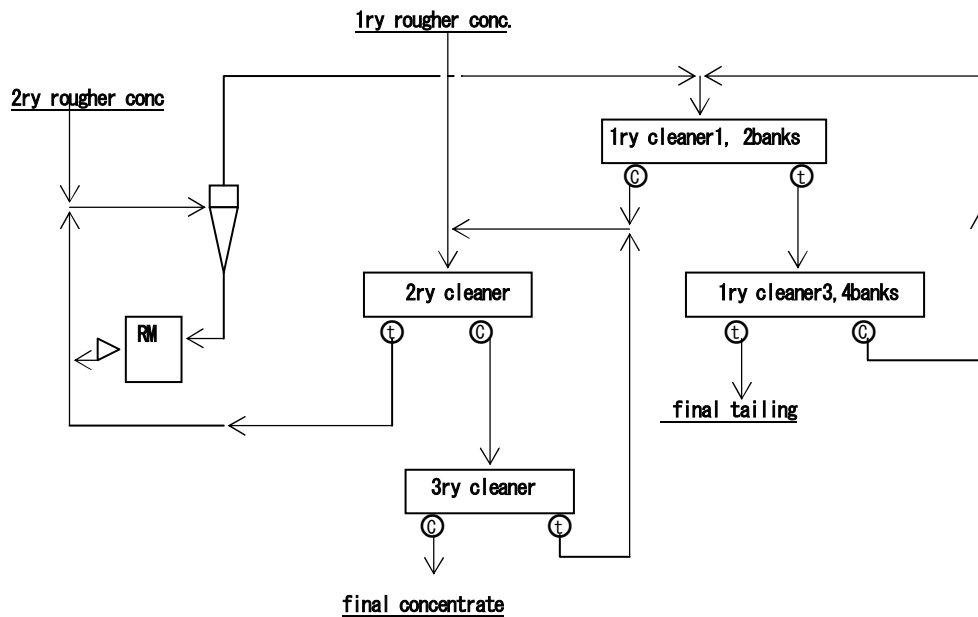 1ry rougher conc.
2ry rougher conc
1ry cleaner1, 2banks
C
t
2ry cleaner
1ry cleaner3,4banks
RM
t
C
t
C
final tailing
3ry cleaner
C
t
final concentrate